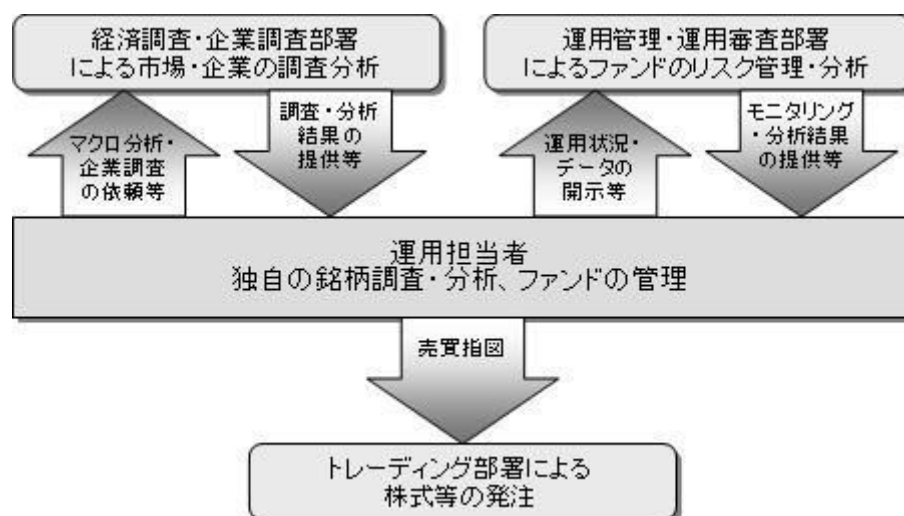 経済調査・企業調査部署
による市場・企業の調査分析
運用管理・運用審査部署
によるファンドのリスク管理・分析
マクロ分析・
企業調査
の依頼等
調査・分析
結果の
提供等
運用状況・
データの
開示等
モニタリング
・分析結果
の提供等
運用担当者
独自の銘柄調査・分析、ファンドの管理
売買指図
トレーディング部署による
株式等の発注